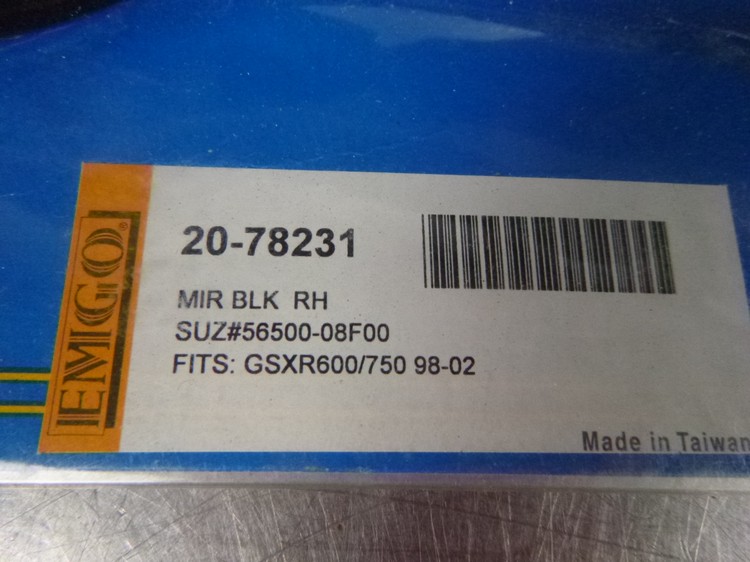 EMGO®
20-78231
MIR BLK RH
SUZ#56500-08F00
FITS: GSXR600/750 98-02
Made in Taiwan